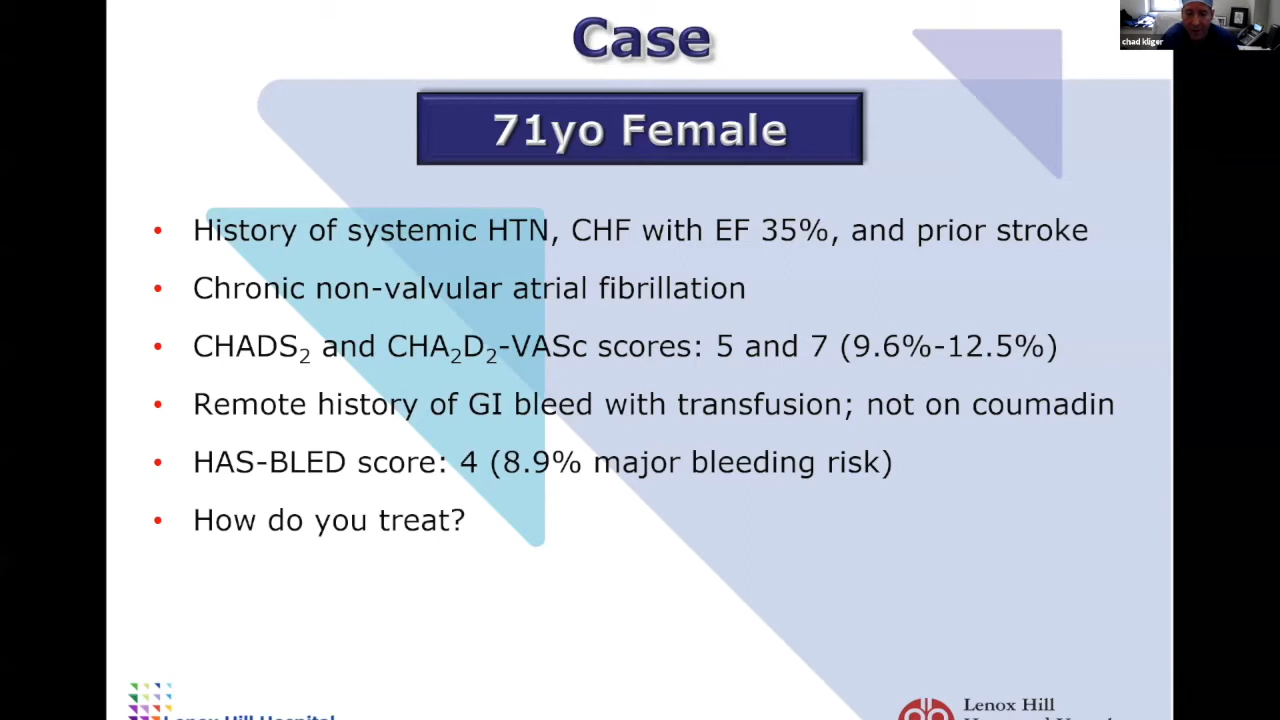 Case
chad kliger
71yo Female
• History of systemic HTN, CHF with EF 35%, and prior stroke
• Chronic non-valvular atrial fibrillation
• CHADS₂ and CHA₂D₂-VASc scores: 5 and 7 (9.6%-12.5%)
• Remote history of GI bleed with transfusion; not on coumadin
• HAS-BLED score: 4 (8.9% major bleeding risk)
• How do you treat?
Lenox Hill Hospital
Lenox Hill